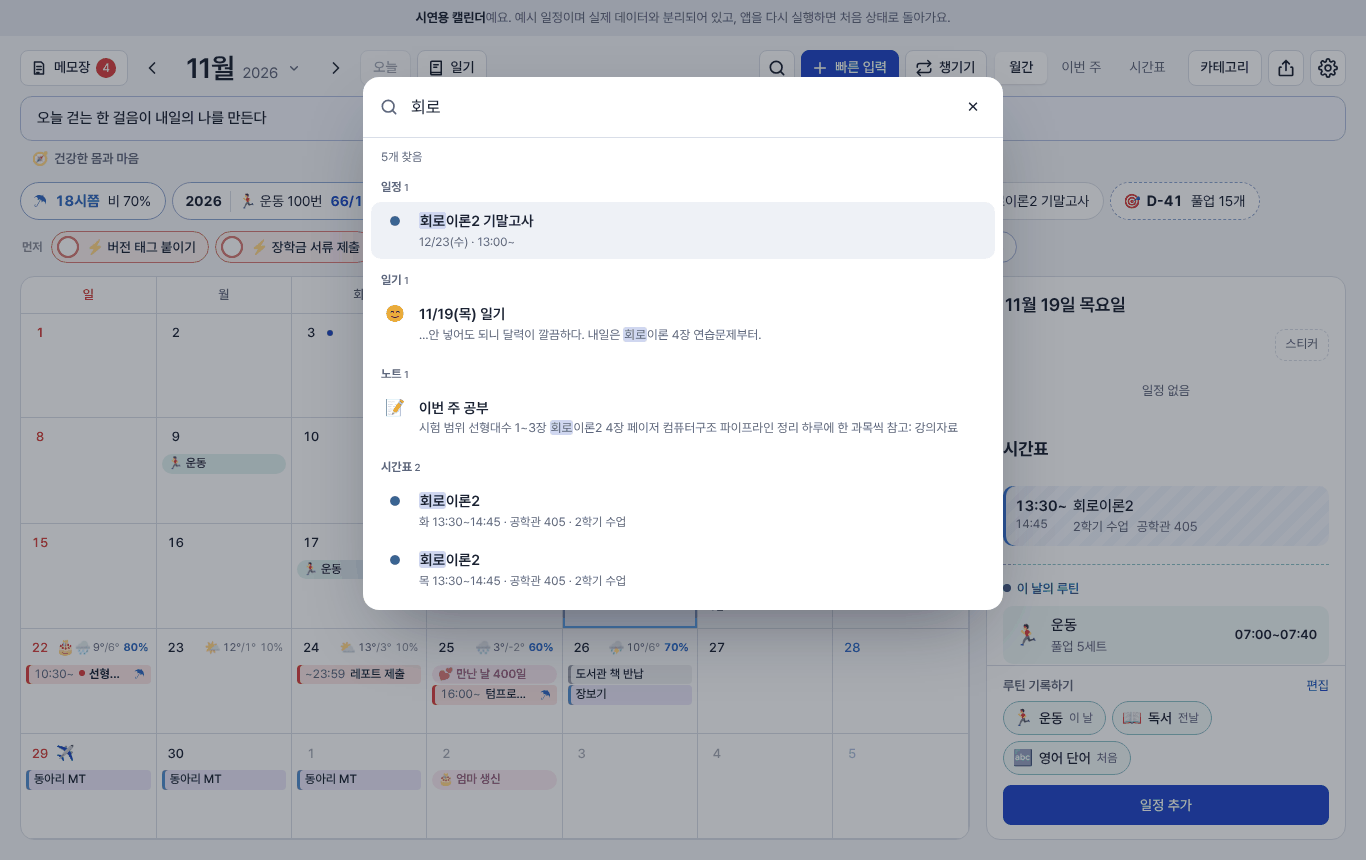 시연용 캘린더예요. 예시 일정이며 실제 데이터와 분리되어 있고, 앱을 다시 실행하면 처음 상태로 돌아가요.
메모장 4
11월 2026
오늘
일기
빠른 입력
챙기기
월간
이번 주
시간표
카테고리
오늘 걷는 한 걸음이 내일의 나를 만든다
건강한 몸과 마음
18시쯤 비 70%
2026 운동 100번 66/1
이론2 기말고사
D-41 풀업 15개
먼저
버전 태그 붙이기
장학금 서류 제출
회로
5개 찾음
일정 1
회로이론2 기말고사
12/23(수) · 13:00~
일기 1
11/19(목) 일기
...안 넣어도 되니 달력이 깔끔하다. 내일은 회로이론 4장 연습문제부터.
노트 1
이번 주 공부
시험 범위 선형대수 1~3장 회로이론2 4장 페이저 컴퓨터구조 파이프라인 정리 하루에 한 과목씩 참고: 강의자료
시간표 2
회로이론2
화 13:30~14:45 · 공학관 405 · 2학기 수업
회로이론2
목 13:30~14:45 · 공학관 405 · 2학기 수업
일 월 화
1 2 3
8 9 10
운동
15 16 17
운동
22 9°/6° 80%
10:30~ 선형...
23 12°/1° 10%
24 13°/3° 10%
~23:59 레포트 제출
25 3°/-2° 60%
만난 날 400일
16:00~ 텀프로...
26 10°/6° 70%
도서관 책 반납
장보기
27 28
29 30 1 2 3 4 5
동아리 MT
동아리 MT
동아리 MT
엄마 생신
11월 19일 목요일
스티커
일정 없음
시간표
13:30~ 회로이론2
14:45 2학기 수업 공학관 405
이 날의 루틴
운동
풀업 5세트
07:00~07:40
루틴 기록하기 편집
운동 이 날
독서 전날
abc 영어 단어 처음
일정 추가